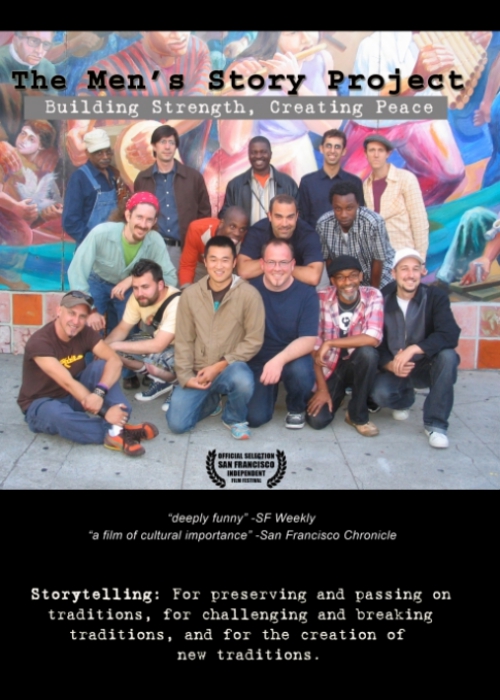 The Men's Story Project
Building Strength, Creating Peace
OFFICIAL SELECTION
SAN FRANCISCO
INDEPENDENT
FILM FESTIVAL
"deeply funny" -SF Weekly
"a film of cultural importance" -San Francisco Chronicle
Storytelling: For preserving and passing on
traditions, for challenging and breaking
traditions, and for the creation of
new traditions.